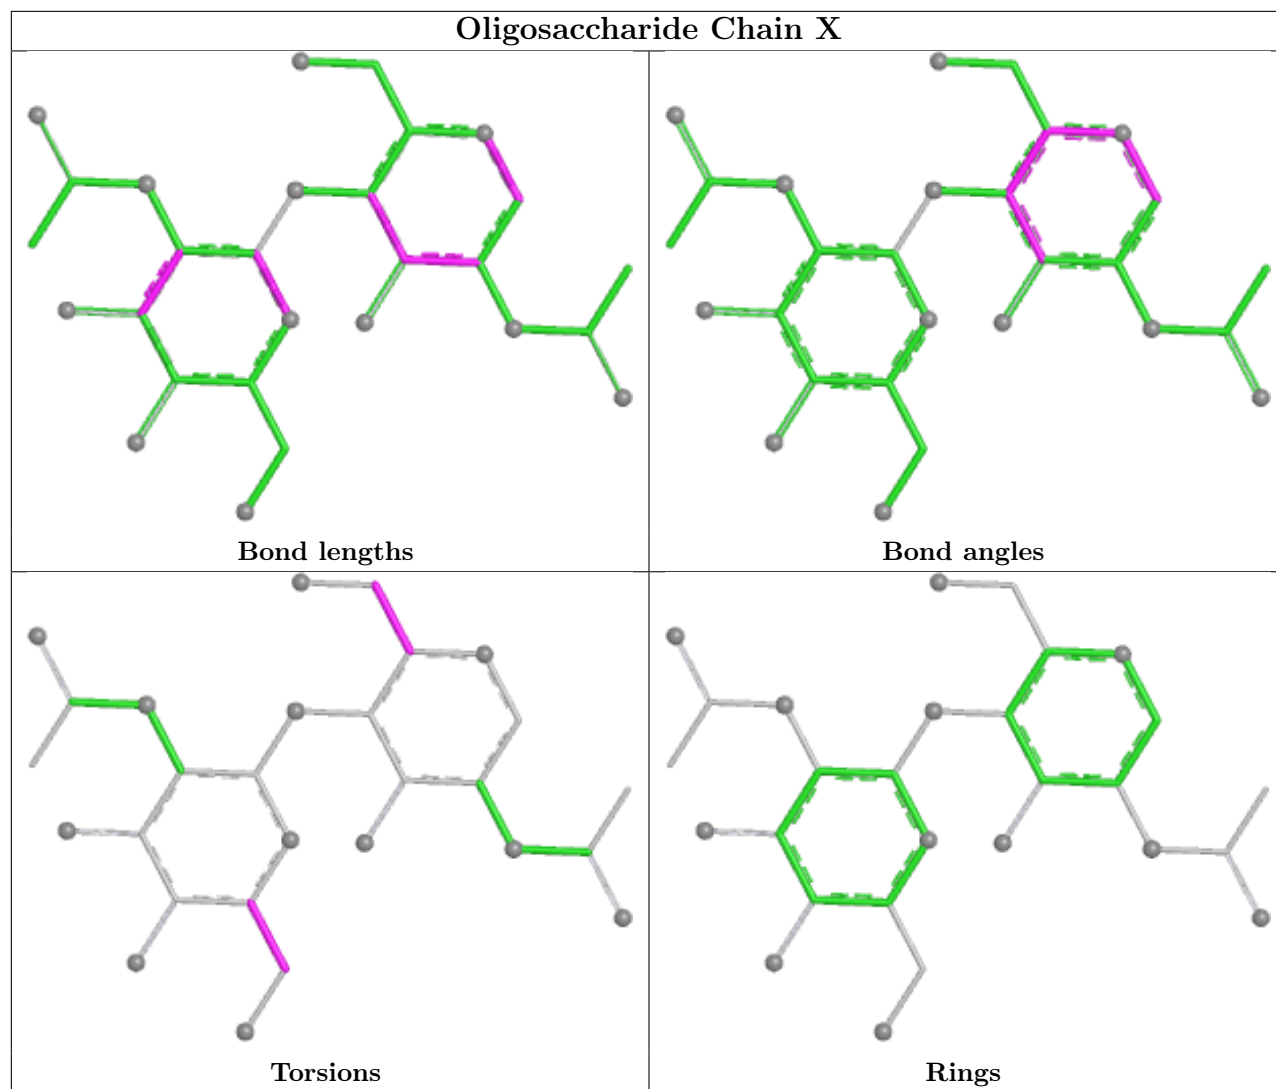 Oligosaccharide Chain X
Bond lengths
Bond angles
Torsions
Rings